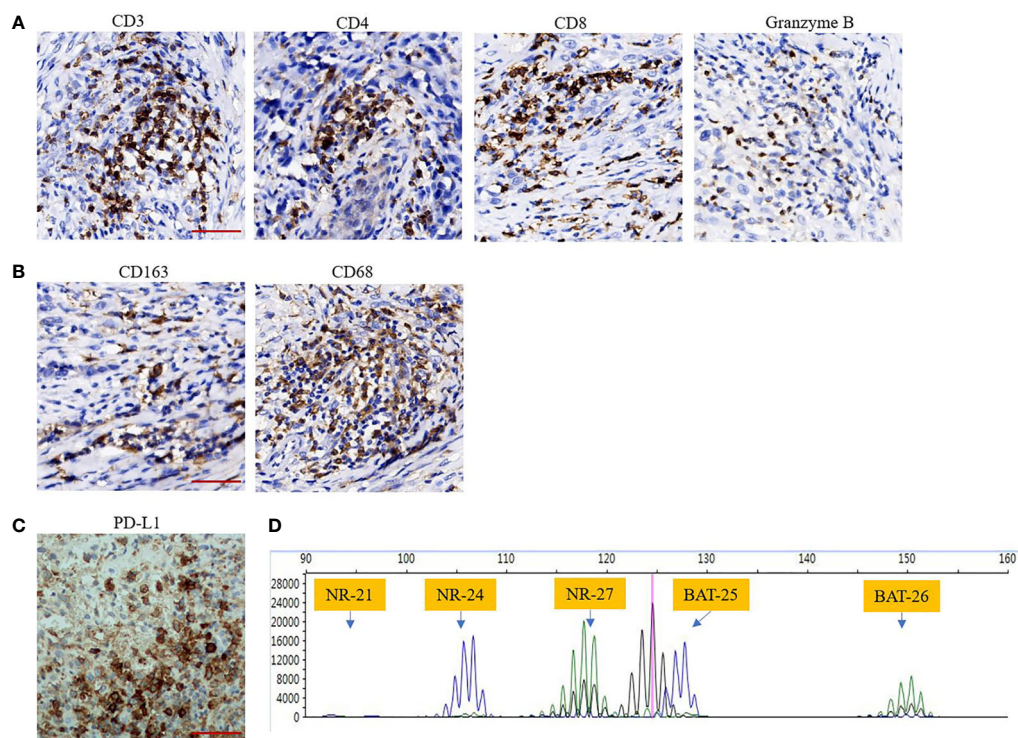 A
CD3 CD4 CD8 Granzyme B
B
CD163 CD68
C
PD-L1
D
90 100 110 120 130 140 150 160
28000
24000
20000
16000
12000
8000
4000
0
NR-21 NR-24 NR-27 BAT-25 BAT-26